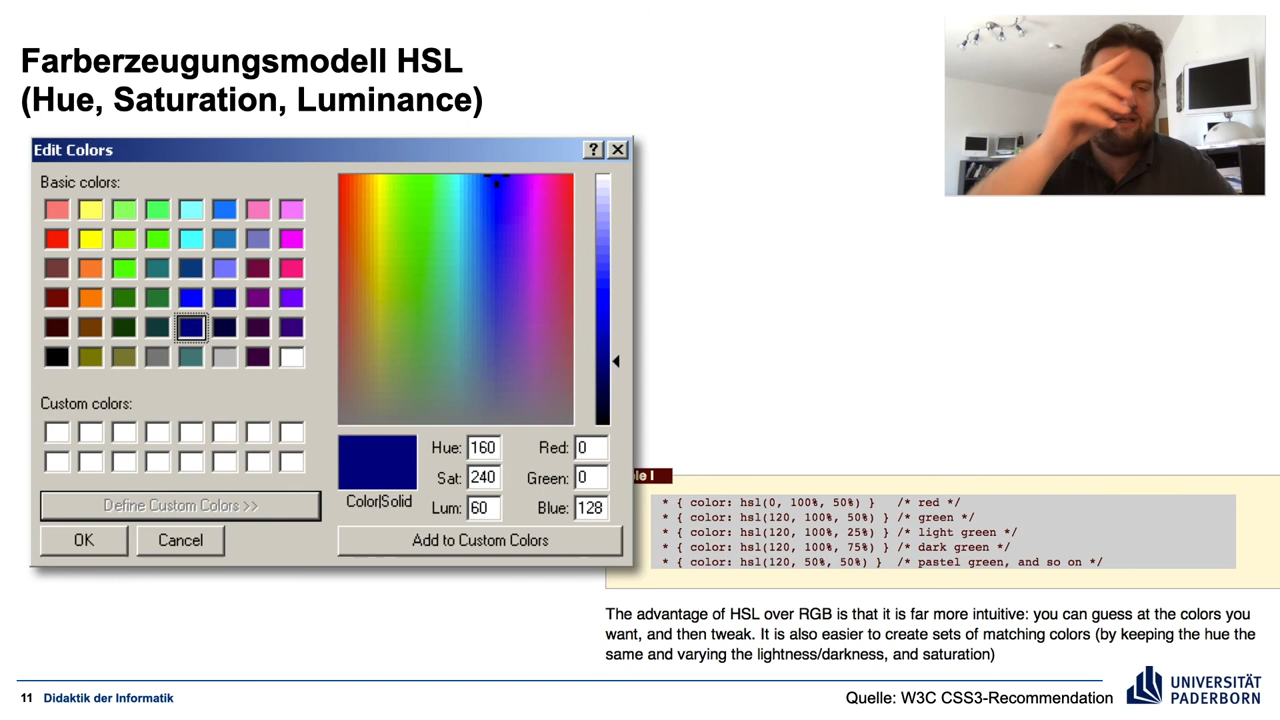 Farberzeugungsmodell HSL
(Hue, Saturation, Luminance)
Edit Colors
Basic colors:
Custom colors:
Define Custom Colors >>
OK
Cancel
Color|Solid
Hue: 160
Sat: 240
Lum: 60
Red: 0
Green: 0
Blue: 128
Add to Custom Colors
le I
* { color: hsl(0, 100%, 50%) } /* red */
* { color: hsl(120, 100%, 50%) } /* green */
* { color: hsl(120, 100%, 25%) } /* light green */
* { color: hsl(120, 100%, 75%) } /* dark green */
* { color: hsl(120, 50%, 50%) } /* pastel green, and so on */
The advantage of HSL over RGB is that it is far more intuitive: you can guess at the colors you
want, and then tweak. It is also easier to create sets of matching colors (by keeping the hue the
same and varying the lightness/darkness, and saturation)
11 Didaktik der Informatik
Quelle: W3C CSS3-Recommendation
UNIVERSITÄT
PADERBORN